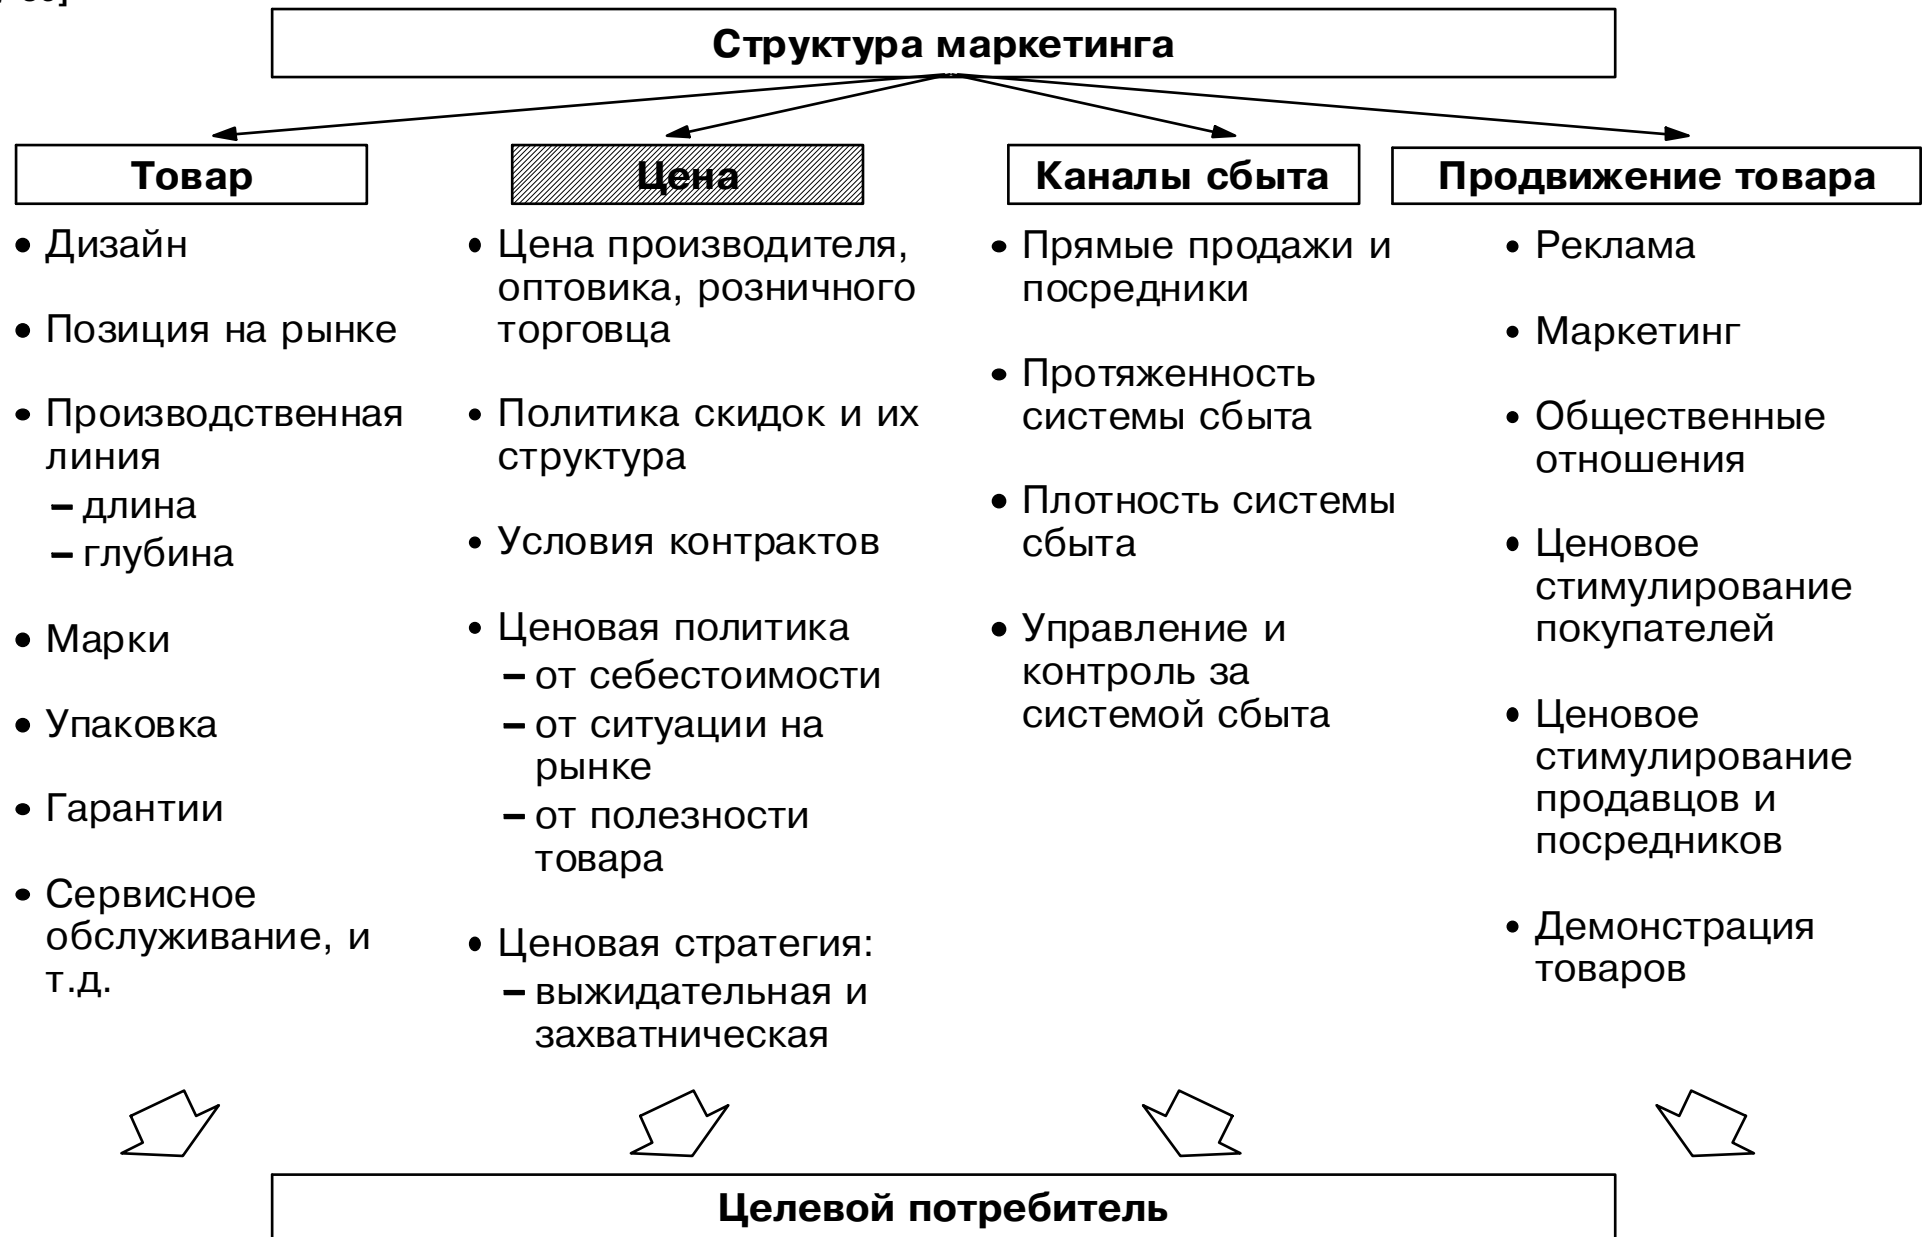 Структура маркетинга
Товар
• Дизайн
• Позиция на рынке
• Производственная
линия
– длина
– глубина
• Марки
• Упаковка
• Гарантии
• Сервисное
обслуживание, и
т.д.
Цена
• Цена производителя,
оптовика, розничного
торговца
• Политика скидок и их
структура
• Условия контрактов
• Ценовая политика
– от себестоимости
– от ситуации на
рынке
– от полезности
товара
• Ценовая стратегия:
– выжидательная и
захватническая
Каналы сбыта
• Прямые продажи и
посредники
• Протяженность
системы сбыта
• Плотность системы
сбыта
• Управление и
контроль за
системой сбыта
Продвижение товара
• Реклама
• Маркетинг
• Общественные
отношения
• Ценовое
стимулирование
покупателей
• Ценовое
стимулирование
продавцов и
посредников
• Демонстрация
товаров
Целевой потребитель